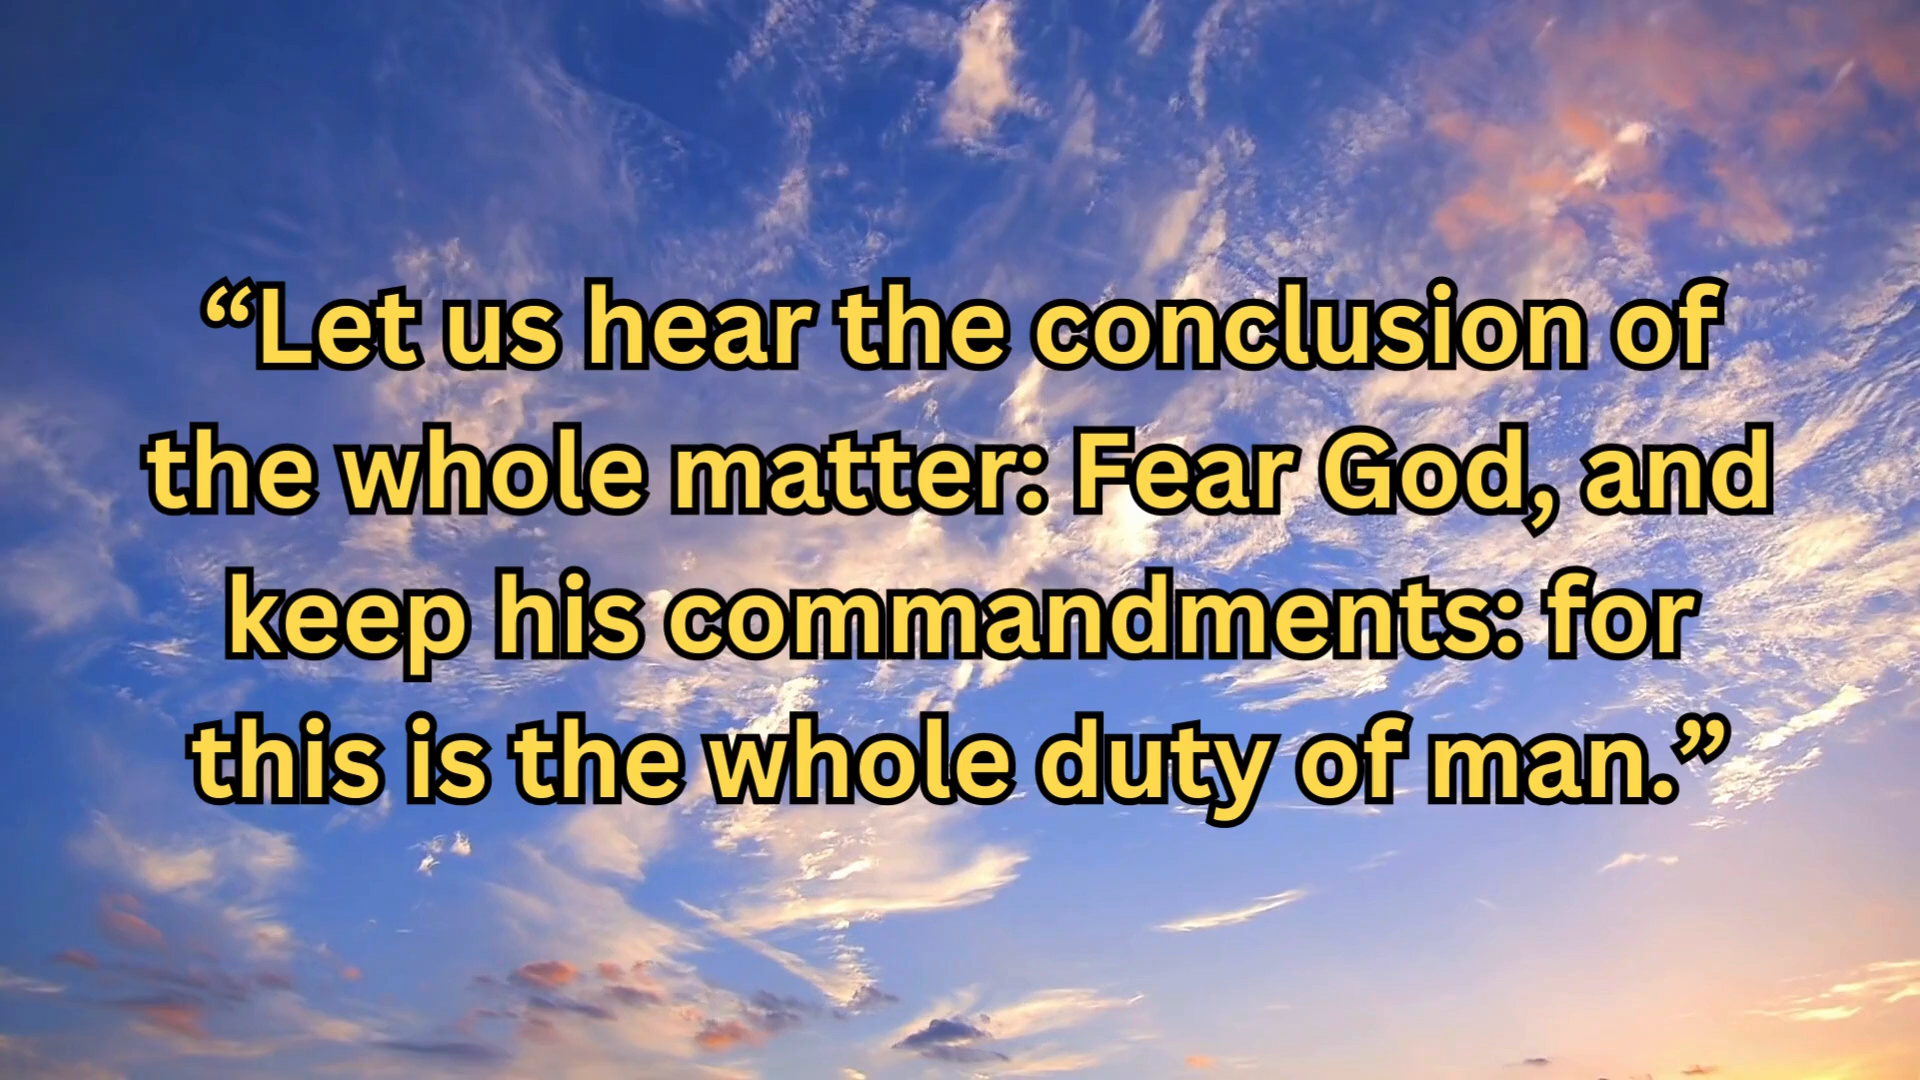 “Let us hear the conclusion of
the whole matter: Fear God, and
keep his commandments: for
this is the whole duty of man.”